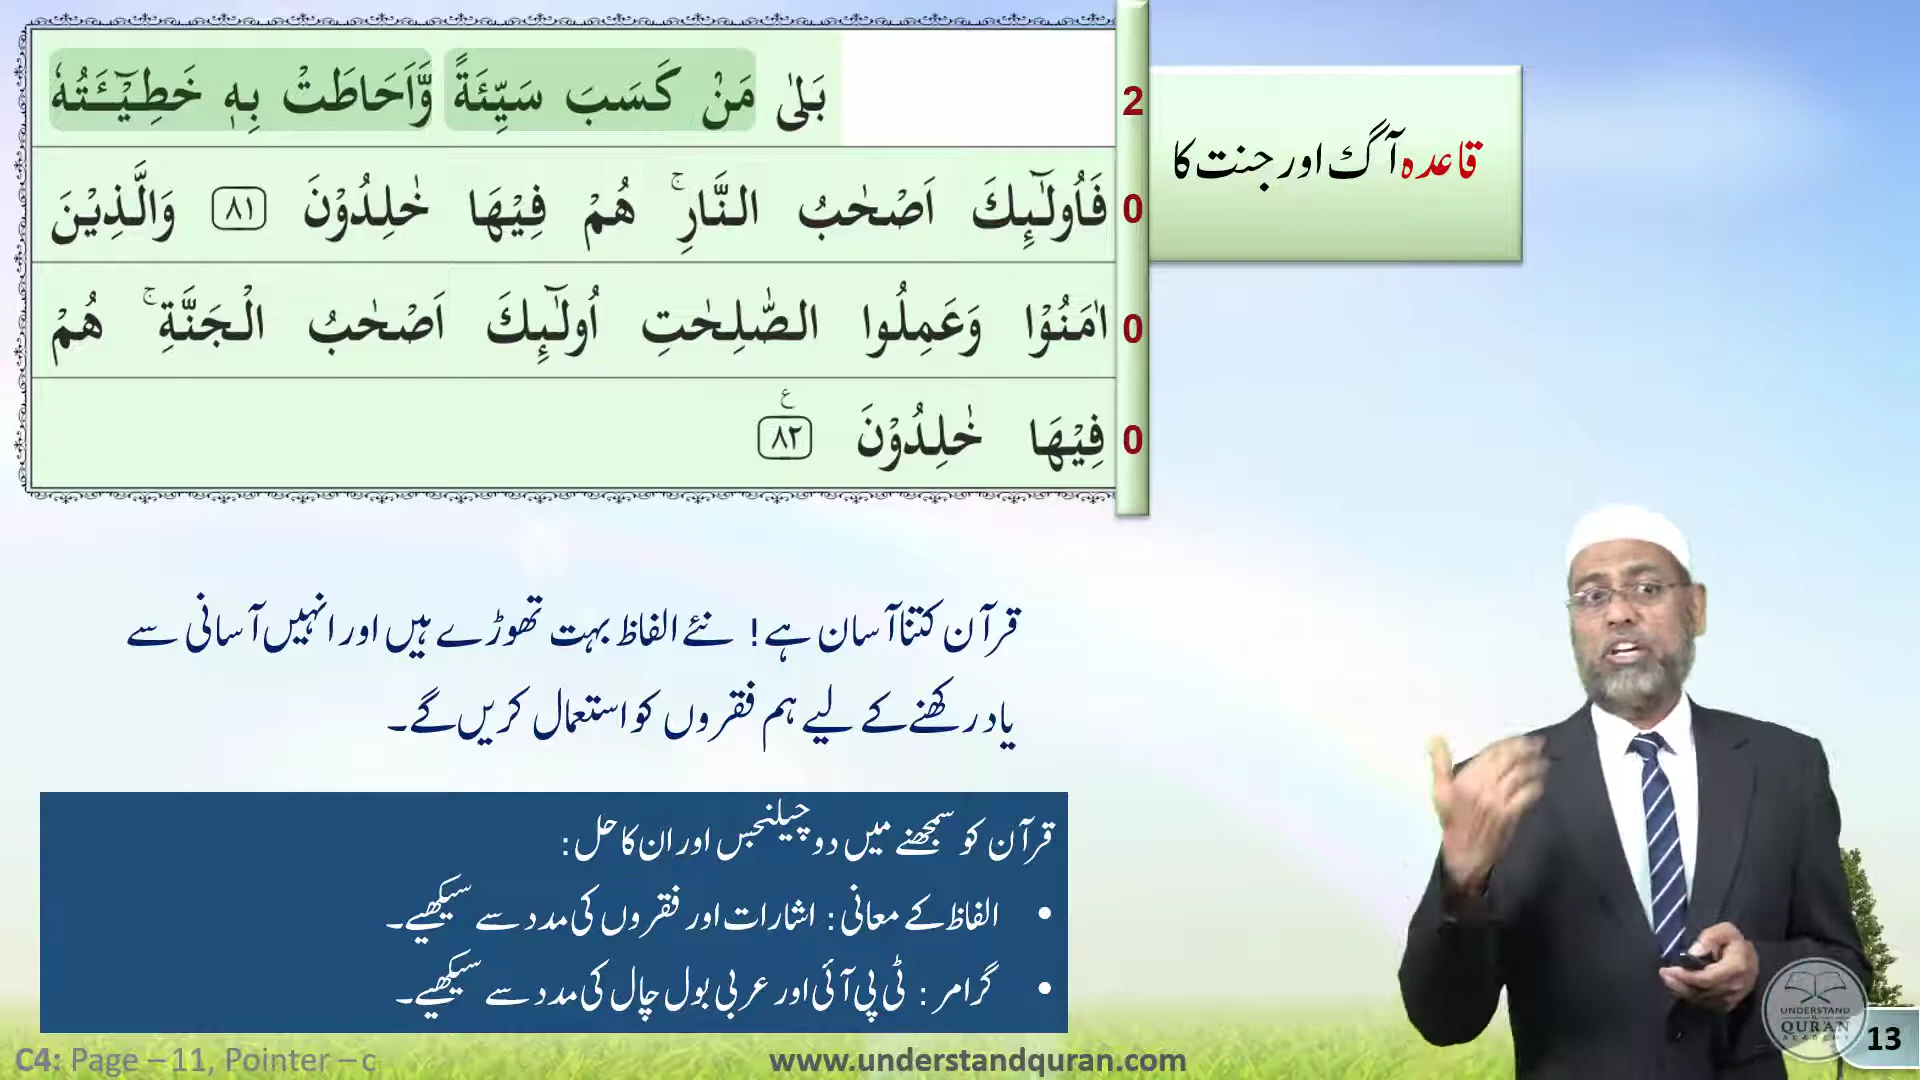 بَلٰى مَنْ كَسَبَ سَيِّئَةً وَّاَحَاطَتْ بِهٖ خَطِيْٓـَٔـتُهٗ
فَاُولٰٓئِكَ اَصْحٰبُ النَّارِ ۚ هُمْ فِيْهَا خٰلِدُوْنَ ٨١ وَالَّذِيْنَ
اٰمَنُوْا وَعَمِلُوا الصّٰلِحٰتِ اُولٰٓئِكَ اَصْحٰبُ الْجَنَّةِ ۚ هُمْ
فِيْهَا خٰلِدُوْنَ ٨٢ ع
2
0
0
0
قاعدہ آگ اور جنت کا
قرآن کتنا آسان ہے! نئے الفاظ بہت تھوڑے ہیں اور انہیں آسانی سے
یاد رکھنے کے لیے ہم فقروں کو استعمال کریں گے۔
قرآن کو سمجھنے میں دو چیلنجس اور ان کا حل:
• الفاظ کے معانی: اشارات اور فقروں کی مدد سے سیکھیے۔
• گرامر: ٹی پی آئی اور عربی بول چال کی مدد سے سیکھیے۔
C4: Page – 11, Pointer – c
www.understandquran.com
UNDERSTAND
QURAN
ACADEMY
13